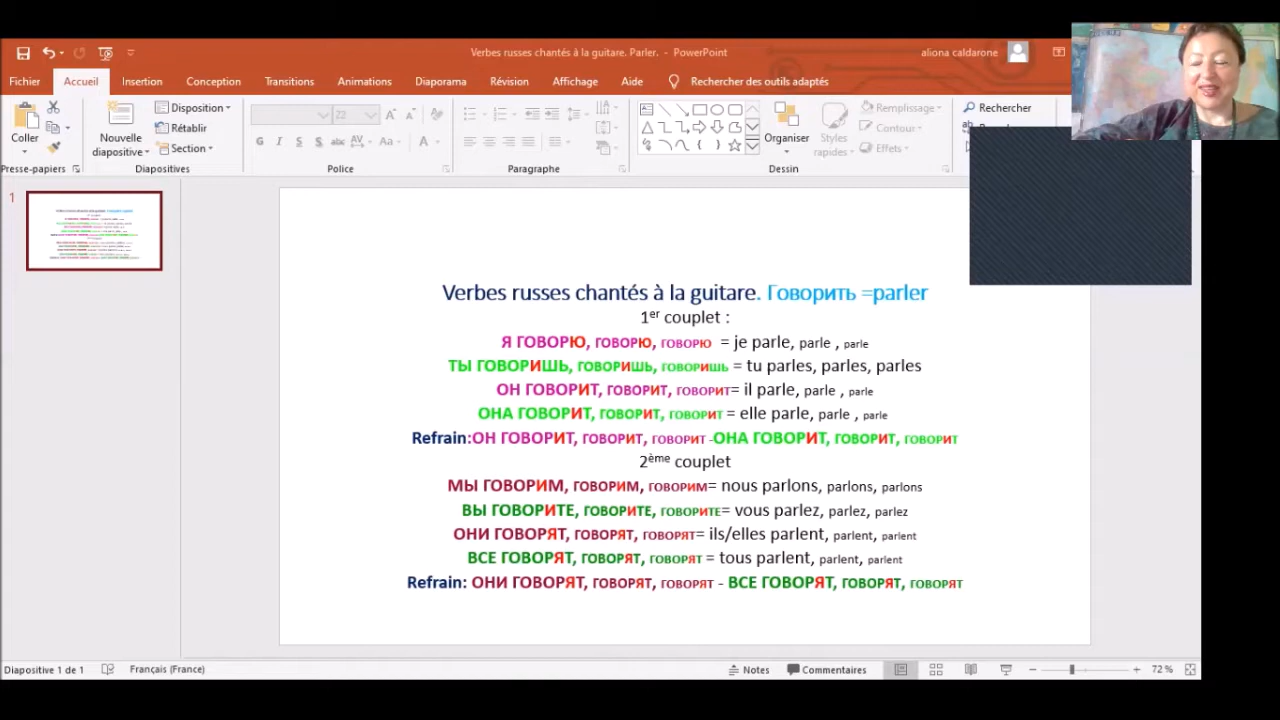 Verbes russes chantés à la guitare. Parler. - PowerPoint
aliona caldarone
Fichier Accueil Insertion Conception Transitions Animations Diaporama Révision Affichage Aide Rechercher des outils adaptés
Coller
Nouvelle diapositive
Disposition
Rétablir
Section
22
G I S S abc AV Aa A
Organiser
Styles rapides
Remplissage
Contour
Effets
Rechercher
Presse-papiers Diapositives Police Paragraphe Dessin
1
Verbes russes chantés à la guitare. Говорить =parler
1er couplet :
Я ГОВОРЮ, ГОВОРЮ, ГОВОРЮ = je parle, parle , parle
ТЫ ГОВОРИШЬ, ГОВОРИШЬ, ГОВОРИШЬ = tu parles, parles, parles
ОН ГОВОРИТ, ГОВОРИТ, ГОВОРИТ= il parle, parle , parle
ОНА ГОВОРИТ, ГОВОРИТ, ГОВОРИТ = elle parle, parle , parle
Refrain:ОН ГОВОРИТ, ГОВОРИТ, ГОВОРИТ -ОНА ГОВОРИТ, ГОВОРИТ, ГОВОРИТ
2ème couplet
МЫ ГОВОРИМ, ГОВОРИМ, ГОВОРИМ= nous parlons, parlons, parlons
ВЫ ГОВОРИТЕ, ГОВОРИТЕ, ГОВОРИТЕ= vous parlez, parlez, parlez
ОНИ ГОВОРЯТ, ГОВОРЯТ, ГОВОРЯТ= ils/elles parlent, parlent, parlent
ВСЕ ГОВОРЯТ, ГОВОРЯТ, ГОВОРЯТ = tous parlent, parlent, parlent
Refrain: ОНИ ГОВОРЯТ, ГОВОРЯТ, ГОВОРЯТ - ВСЕ ГОВОРЯТ, ГОВОРЯТ, ГОВОРЯТ
Diapositive 1 de 1 Français (France) Notes Commentaires 72 %